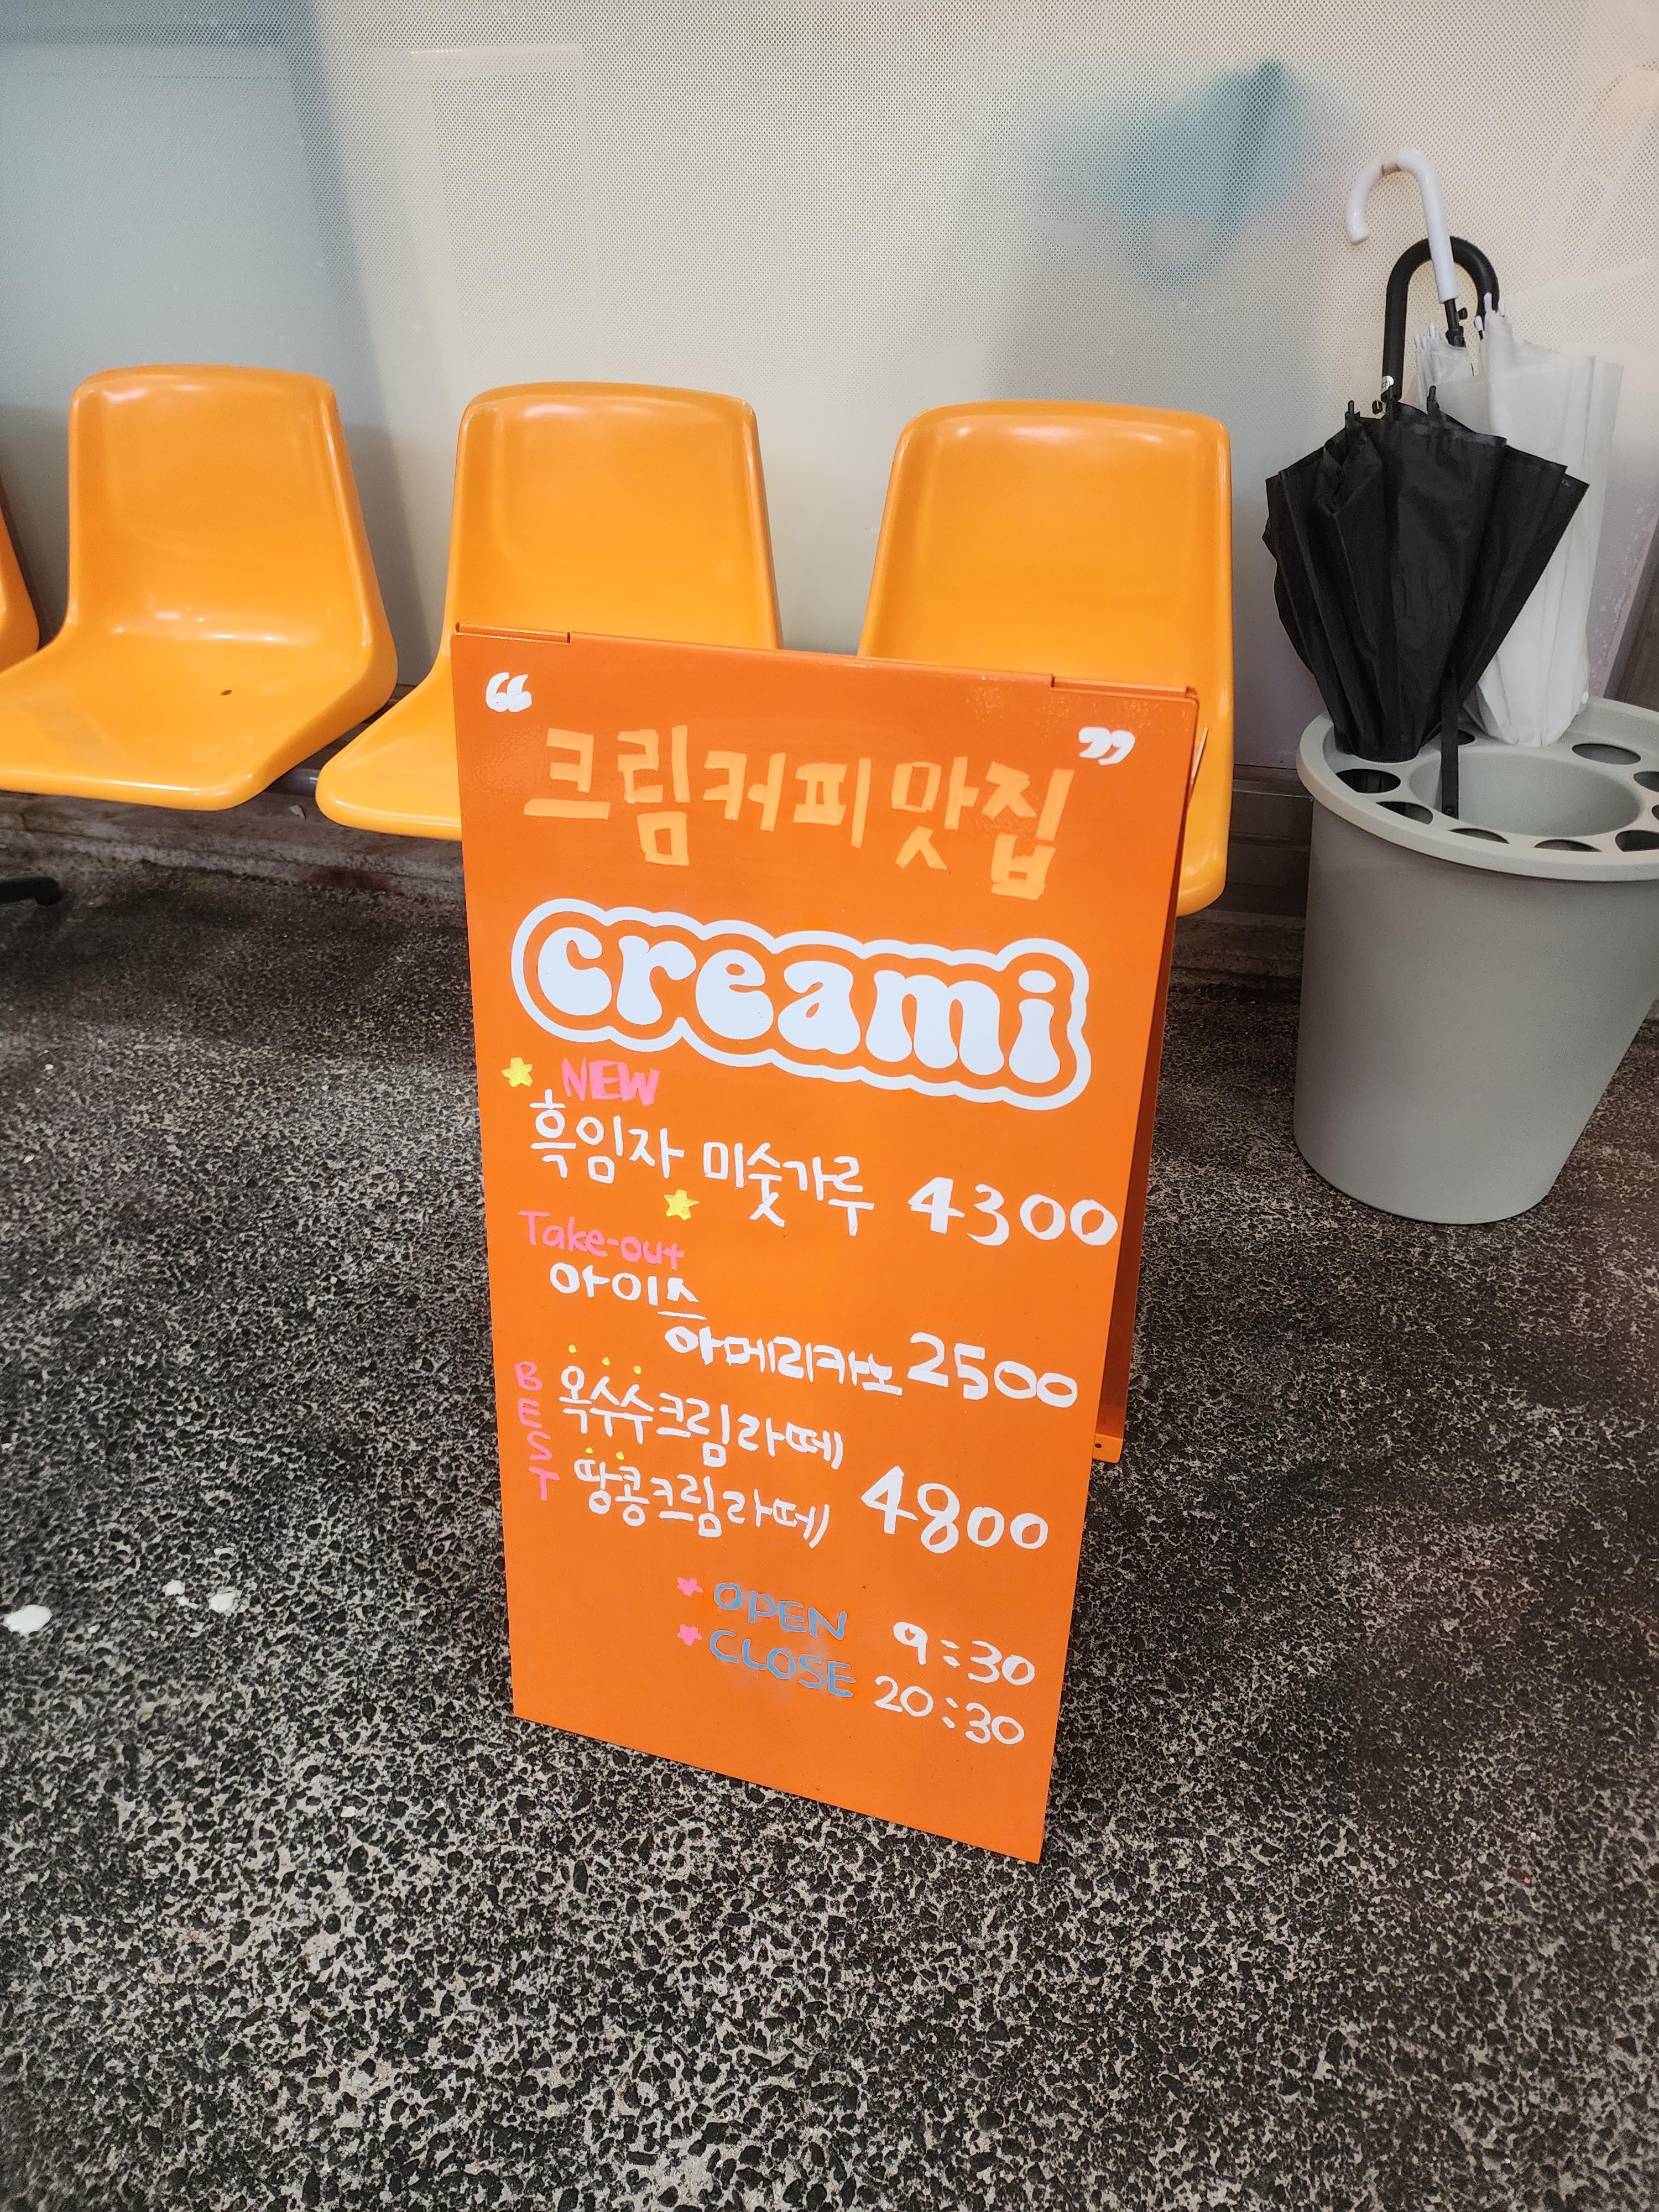 “ 크림커피맛집 ”
creami
NEW
흑임자 미숫가루 4300
Take-out
아이스
아메리카노 2500
BEST
옥수수크림라떼
땅콩크림라떼 4800
OPEN 9:30
CLOSE 20:30